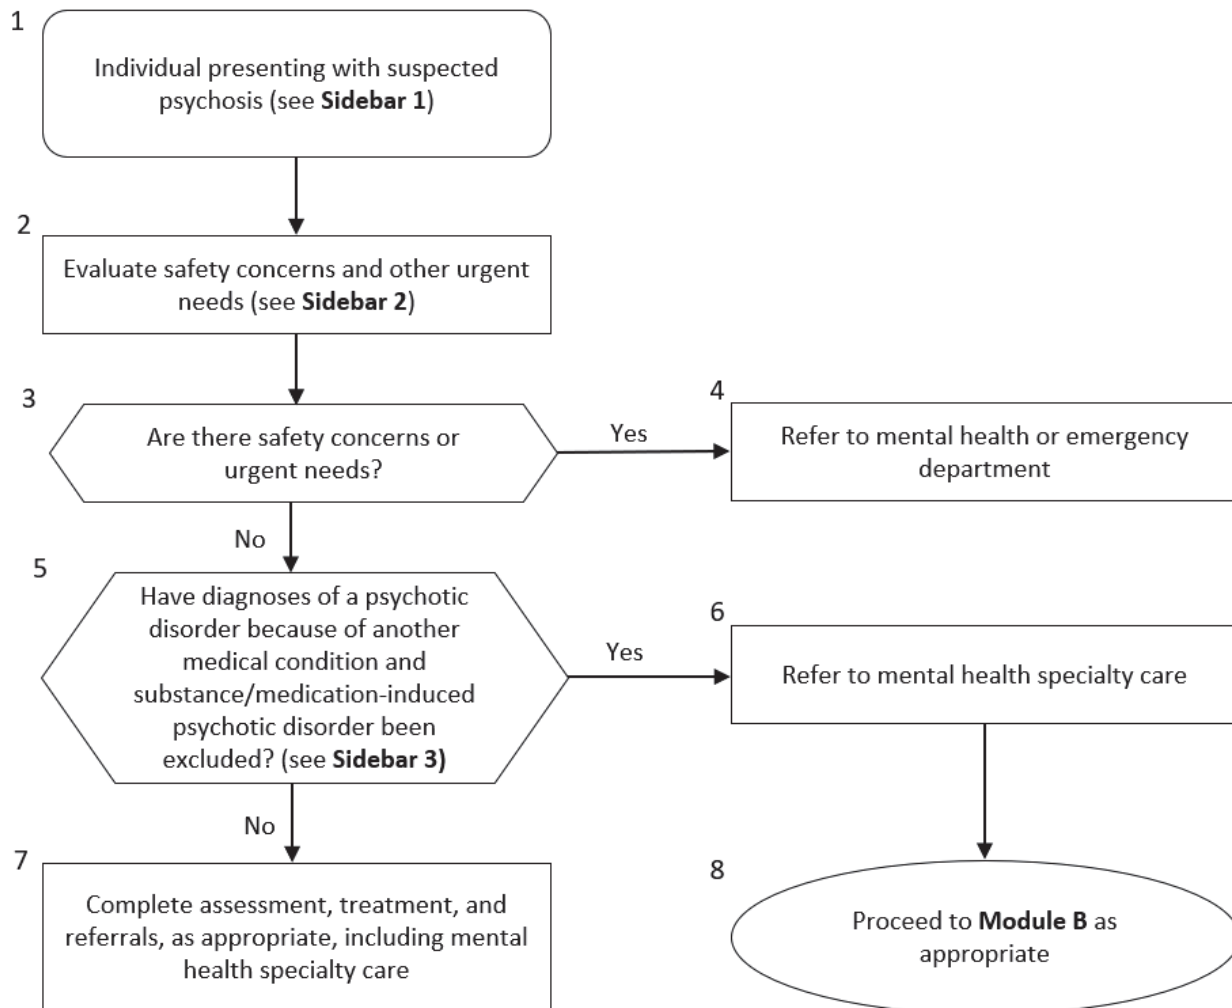 1
Individual presenting with suspected
psychosis (see Sidebar 1)
2
Evaluate safety concerns and other urgent
needs (see Sidebar 2)
3
Are there safety concerns or
urgent needs?
Yes
4
Refer to mental health or emergency
department
No
5
Have diagnoses of a psychotic
disorder because of another
medical condition and
substance/medication-induced
psychotic disorder been
excluded? (see Sidebar 3)
Yes
6
Refer to mental health specialty care
No
7
Complete assessment, treatment, and
referrals, as appropriate, including mental
health specialty care
8
Proceed to Module B as
appropriate